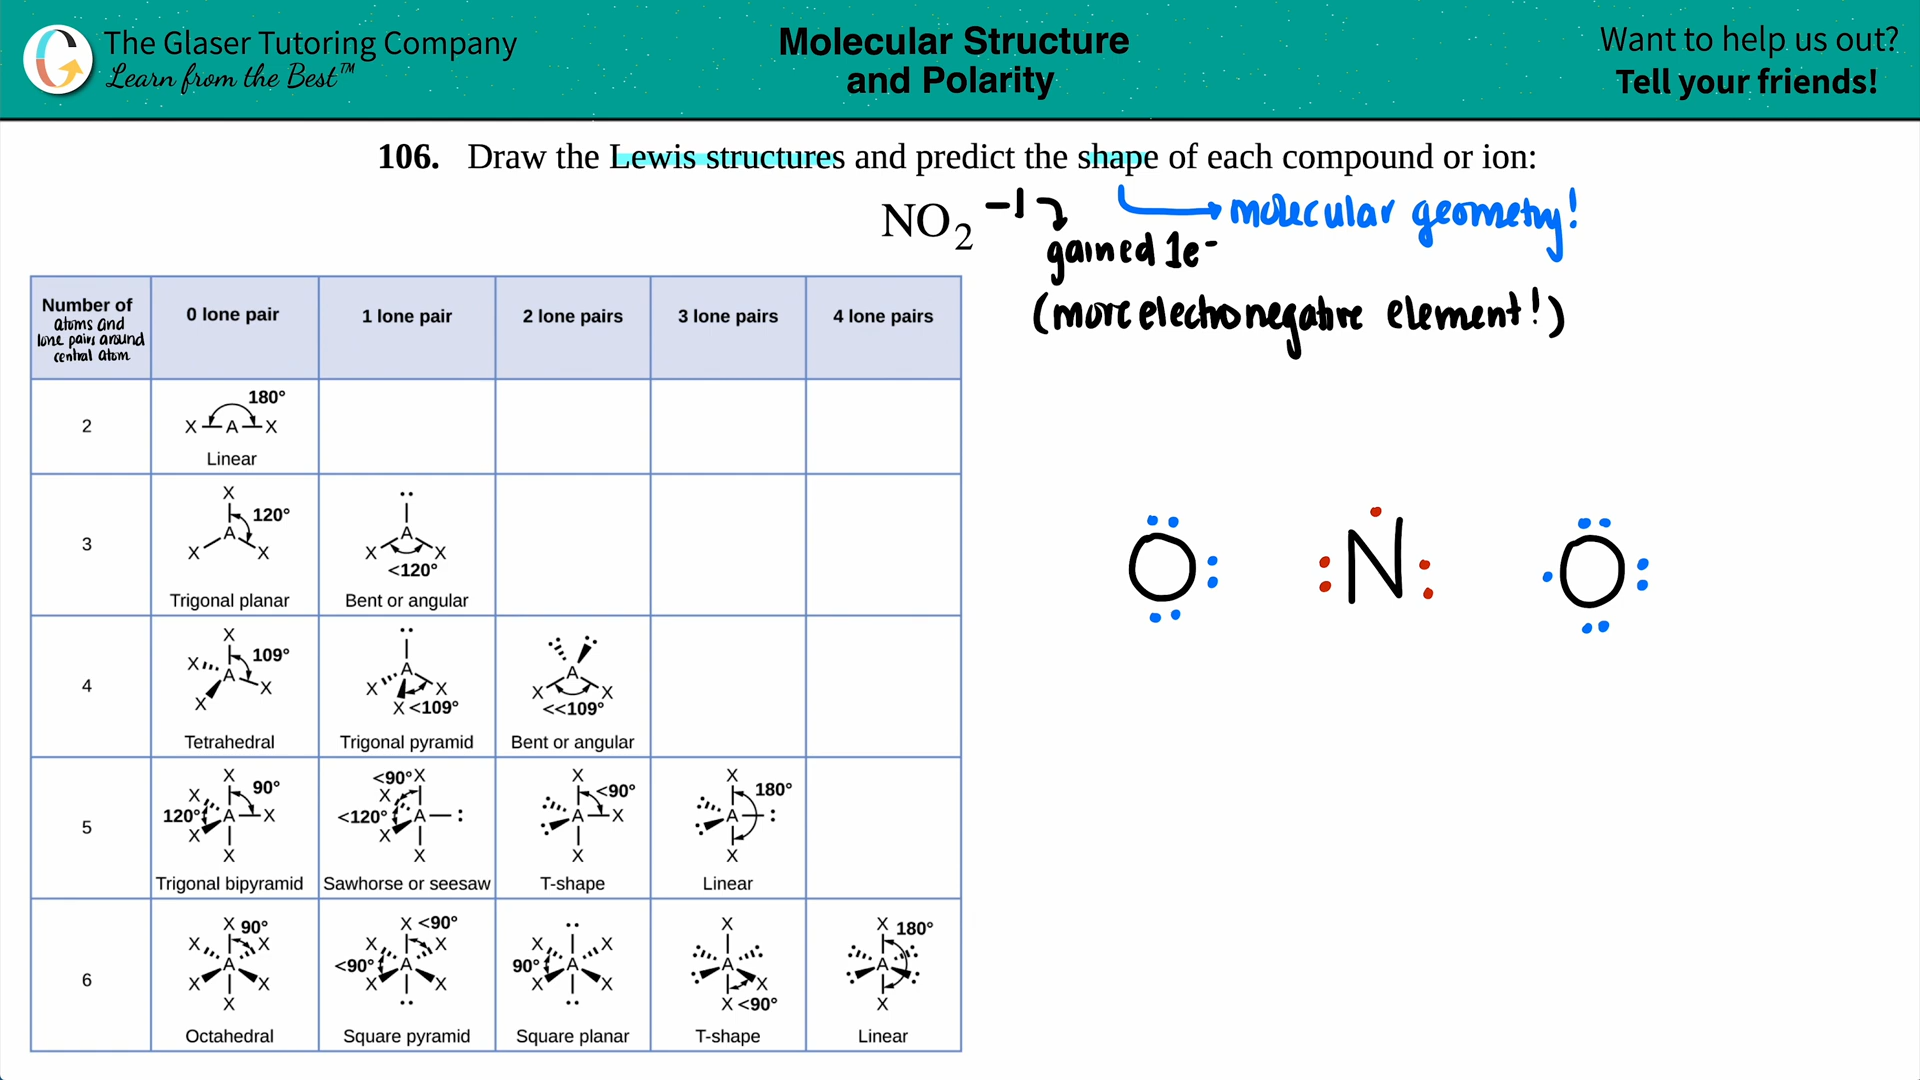 The Glaser Tutoring Company
Learn from the Best™
Molecular Structure
and Polarity
Want to help us out?
Tell your friends!
106. Draw the Lewis structures and predict the shape of each compound or ion:
NO2 −1
molecular geometry!
gained 1e-
(more electronegative element!)
Number of
atoms and
lone pairs around
central atom
0 lone pair
1 lone pair
2 lone pairs
3 lone pairs
4 lone pairs
2
180°
X A X
Linear
3
X
120°
A
X X
Trigonal planar
:
A
X X
<120°
Bent or angular
4
X
109°
X A
X
X
Tetrahedral
:
A
X X
X <109°
Trigonal pyramid
: :
A
X X
<<109°
Bent or angular
5
X
X 90°
120° A X
X
X
Trigonal bipyramid
<90° X
X
<120° A :
X
X
Sawhorse or seesaw
X
: <90°
A X
:
X
T-shape
X
: 180°
A :
:
X
Linear
6
X 90°
X X
A
X X
X
Octahedral
X <90°
X X
<90° A
X X
:
Square pyramid
:
X X
90° A
X X
:
Square planar
X
: :
A
: X
X <90°
T-shape
X 180°
: :
A
: :
X
Linear
O N O